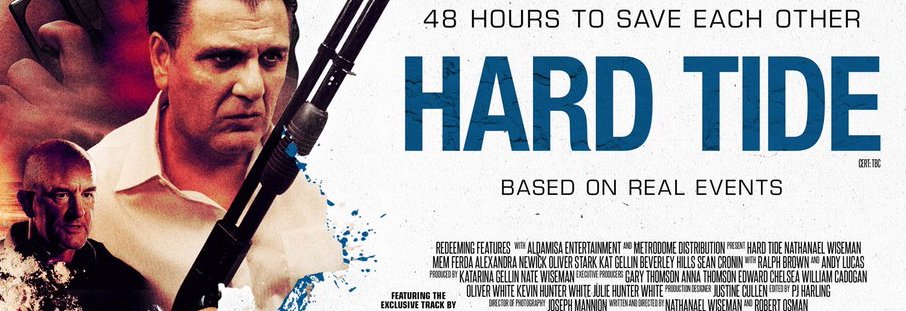 48 HOURS TO SAVE EACH OTHER
HARD TIDE
CERT: TBC
BASED ON REAL EVENTS
REDEEMING FEATURES WITH ALDAMISA ENTERTAINMENT AND METRODOME DISTRIBUTION PRESENT HARD TIDE NATHANAEL WISEMAN
MEM FERDA ALEXANDRA NEWICK OLIVER STARK KAT GELLIN BEVERLEY HILLS SEAN CRONIN WITH RALPH BROWN AND ANDY LUCAS
PRODUCED BY KATARINA GELLIN NATE WISEMAN EXECUTIVE PRODUCERS GARY THOMSON ANNA THOMSON EDWARD CHELSEA WILLIAM CADOGAN
OLIVER WHITE KEVIN HUNTER WHITE JULIE HUNTER WHITE PRODUCTION DESIGNER JUSTINE CULLEN EDITED BY PJ HARLING
DIRECTOR OF PHOTOGRAPHY JOSEPH MANNION WRITTEN AND DIRECTED BY NATHANAEL WISEMAN AND ROBERT OSMAN
FEATURING THE
EXCLUSIVE TRACK BY